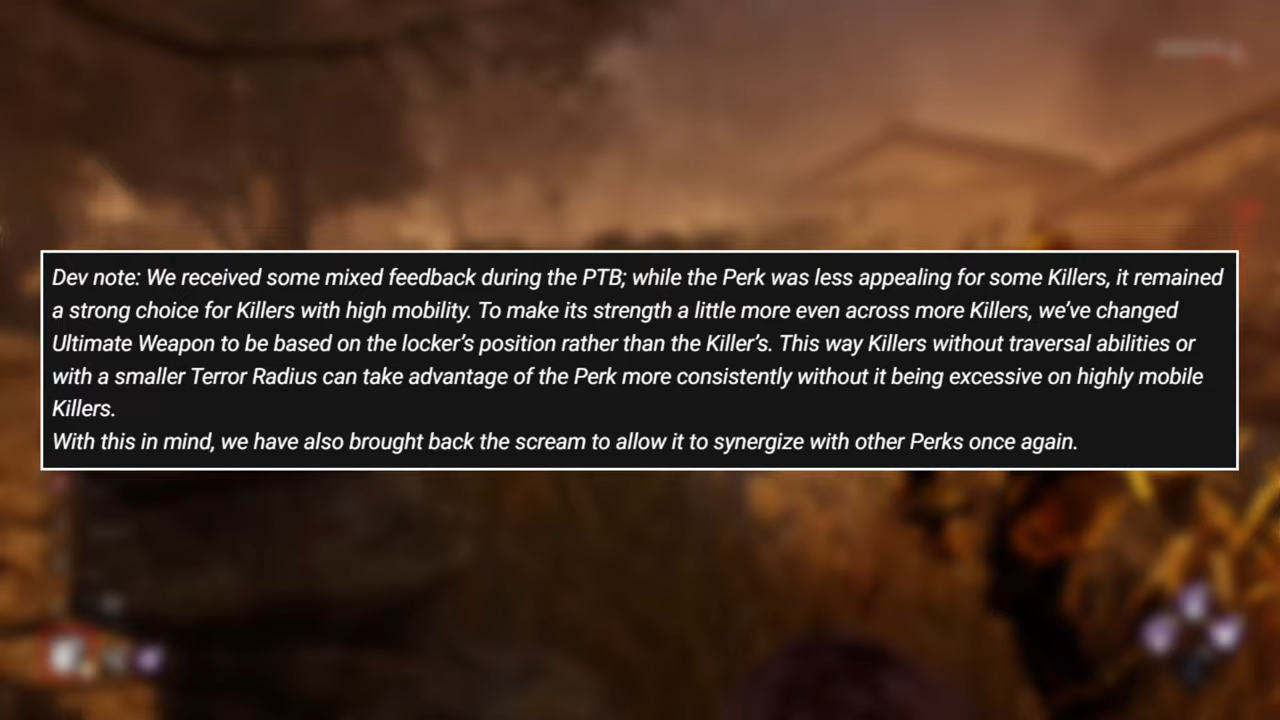 Dev note: We received some mixed feedback during the PTB; while the Perk was less appealing for some Killers, it remained
a strong choice for Killers with high mobility. To make its strength a little more even across more Killers, we’ve changed
Ultimate Weapon to be based on the locker’s position rather than the Killer’s. This way Killers without traversal abilities or
with a smaller Terror Radius can take advantage of the Perk more consistently without it being excessive on highly mobile
Killers.
With this in mind, we have also brought back the scream to allow it to synergize with other Perks once again.